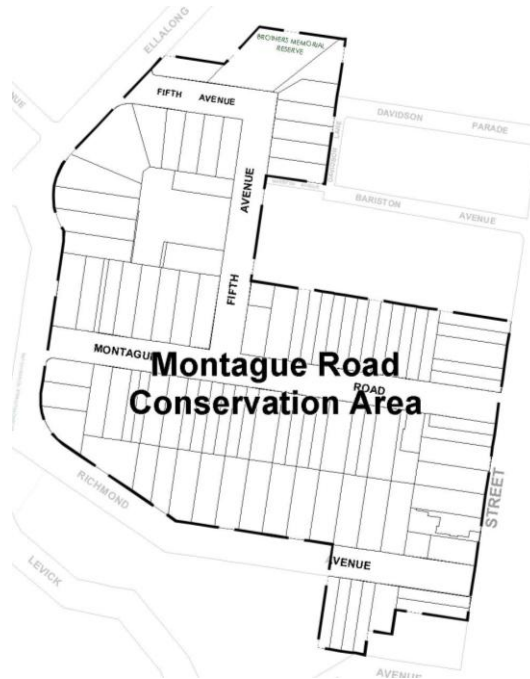 ELLALONG
BROTHERS MEMORIAL
RESERVE
FIFTH AVENUE
DAVIDSON PARADE
AVENUE
BARISTON AVENUE
FIFTH
MONTAGUE ROAD
Montague Road
Conservation Area
RICHMOND
STREET
AVENUE
LEVICK
AVENUE